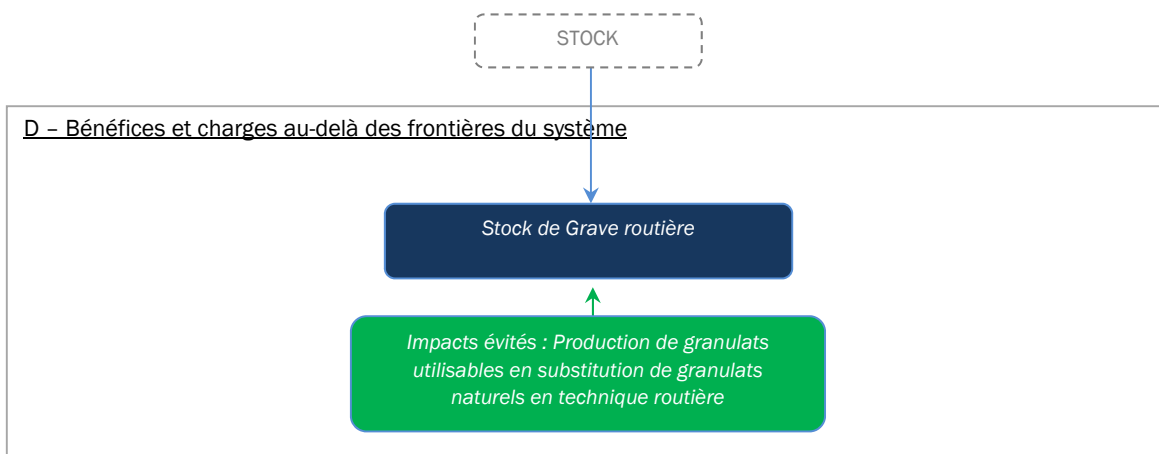 STOCK
D – Bénéfices et charges au-delà des frontières du système
Stock de Grave routière
Impacts évités : Production de granulats
utilisables en substitution de granulats
naturels en technique routière